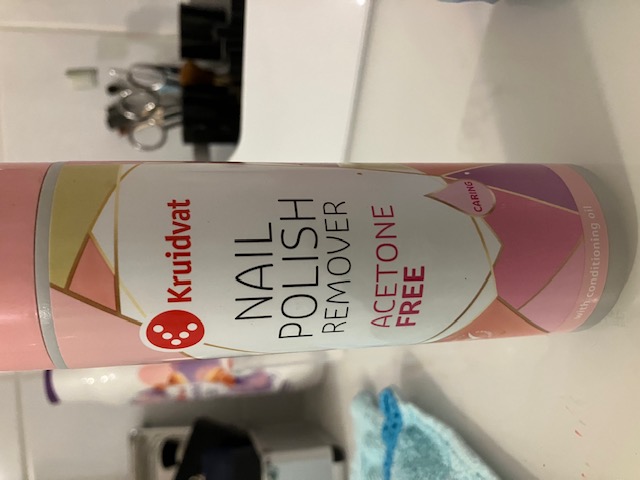 Kruidvat
NAIL
POLISH
REMOVER
ACETONE
FREE
CARING
with conditioning oil